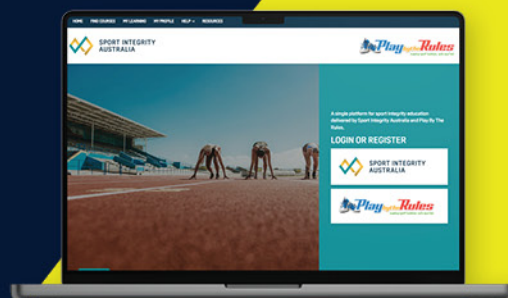 HOME FIND COURSES MY LEARNING MY PROFILE HELP RESOURCES
SPORT INTEGRITY
AUSTRALIA
Play by the Rules
A single platform for sport integrity education
delivered by Sport Integrity Australia and Play By The
Rules.
LOGIN OR REGISTER
SPORT INTEGRITY
AUSTRALIA
Play by the Rules